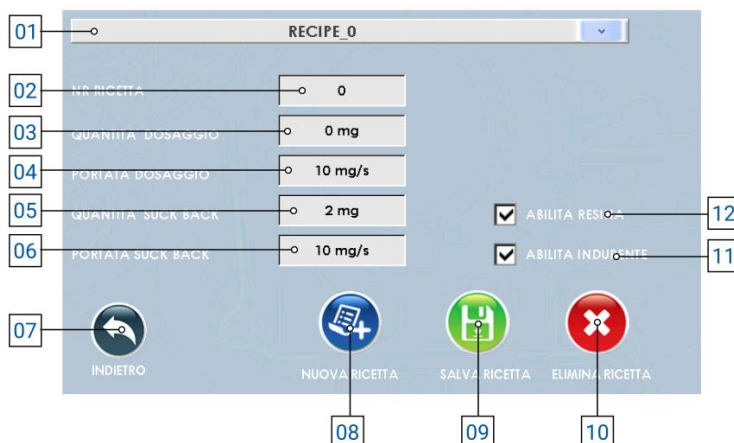 01
RECIPE_0
02
NR RICETTA
0
03
QUANTITA DOSAGGIO
0 mg
04
PORTATA DOSAGGIO
10 mg/s
05
QUANTITA SUCK BACK
2 mg
ABILITA RESINA
12
06
PORTATA SUCK BACK
10 mg/s
ABILITA INDURENTE
11
07
INDIETRO
NUOVA RICETTA
SALVA RICETTA
ELIMINA RICETTA
08
09
10